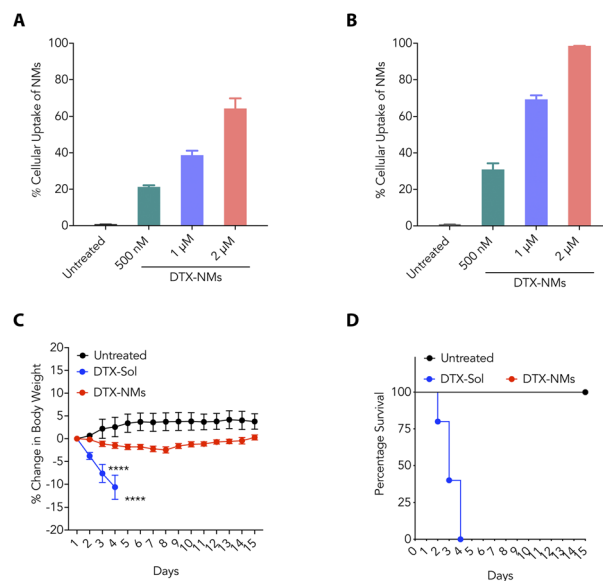 A
% Cellular Uptake of NMs
100
80
60
40
20
0
Untreated
500 nM
1 µM
2 µM
DTX-NMs
B
% Cellular Uptake of NMs
100
80
60
40
20
0
Untreated
500 nM
1 µM
2 µM
DTX-NMs
C
Untreated
DTX-Sol
DTX-NMs
% Change in Body Weight
20
15
10
5
0
-5
-10
-15
-20
****
****
1 2 3 4 5 6 7 8 9 10 11 12 13 14 15
Days
D
Untreated
DTX-Sol DTX-NMs
Percentage Survival
100
75
50
25
0
0 1 2 3 4 5 6 7 8 9 10 11 12 13 14 15
Days